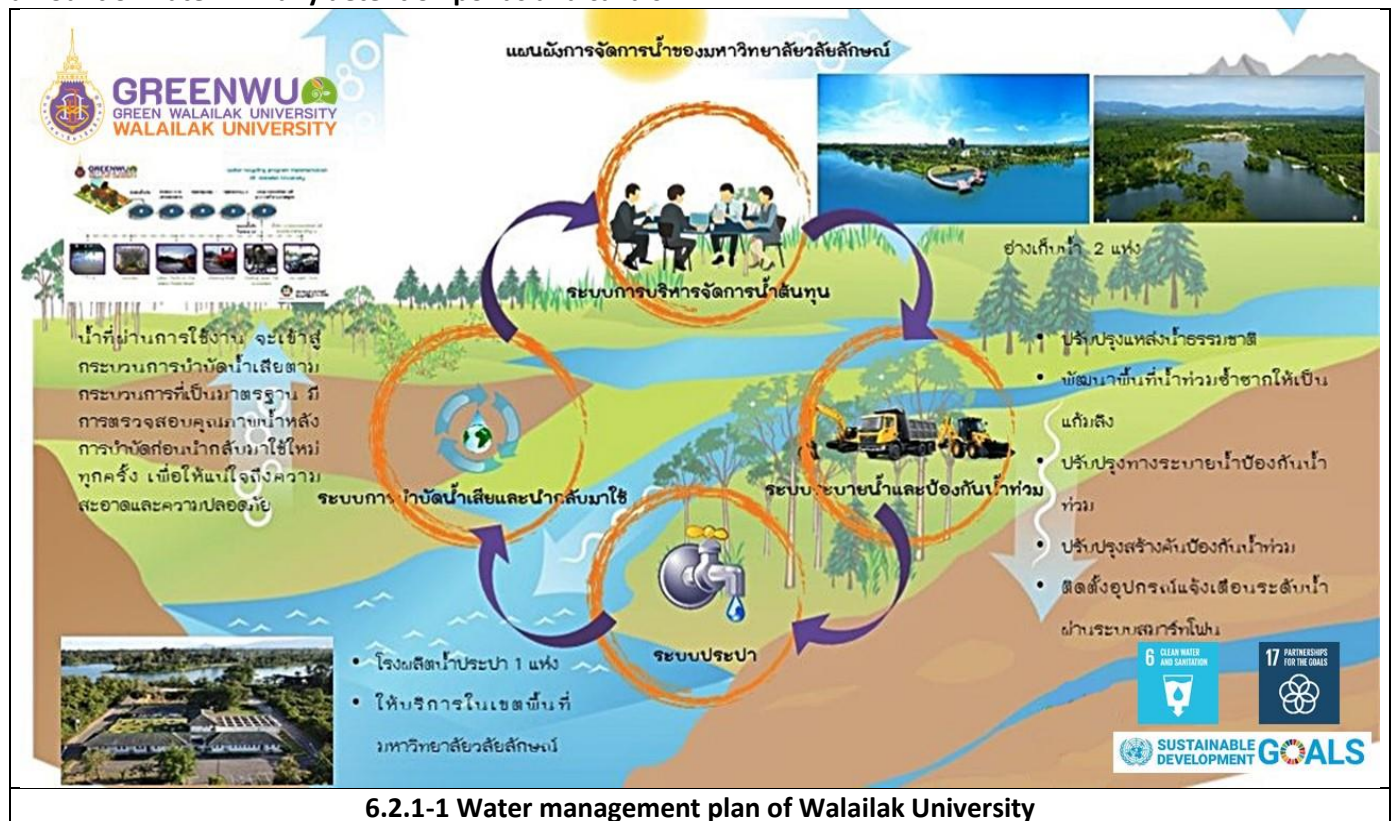 แผนผังการจัดการน้ำของมหาวิทยาลัยวลัยลักษณ์
GREENWU
GREEN WALAILAK UNIVERSITY
WALAILAK UNIVERSITY
GREENWU
water recycling program implementation
of Walailak University
ระบบการบริหารจัดการน้ำต้นทุน
อ่างเก็บน้ำ 2 แห่ง
• ปรับปรุงแหล่งน้ำธรรมชาติ
• พัฒนาพื้นที่น้ำท่วมซ้ำซากให้เป็น
แก้มลิง
• ปรับปรุงทางระบายน้ำป้องกันน้ำ
ท่วม
• ปรับปรุงสร้างคันป้องกันน้ำท่วม
• ติดตั้งอุปกรณ์แจ้งเตือนระดับน้ำ
ผ่านระบบสมาร์ทโฟน
ระบบระบายน้ำและป้องกันน้ำท่วม
น้ำที่ผ่านการใช้งาน จะเข้าสู่
กระบวนการบำบัดน้ำเสียตาม
กระบวนการที่เป็นมาตรฐาน มี
การตรวจสอบคุณภาพน้ำหลัง
การบำบัดก่อนนำกลับมาใช้ใหม่
ทุกครั้ง เพื่อให้แน่ใจถึงความ
สะอาดและความปลอดภัย
ระบบการบำบัดน้ำเสียและนำกลับมาใช้
ระบบประปา
• โรงผลิตน้ำประปา 1 แห่ง
• ให้บริการในเขตพื้นที่
มหาวิทยาลัยวลัยลักษณ์
6 CLEAN WATER
AND SANITATION
17 PARTNERSHIPS
FOR THE GOALS
SUSTAINABLE
DEVELOPMENT GOALS
6.2.1-1 Water management plan of Walailak University